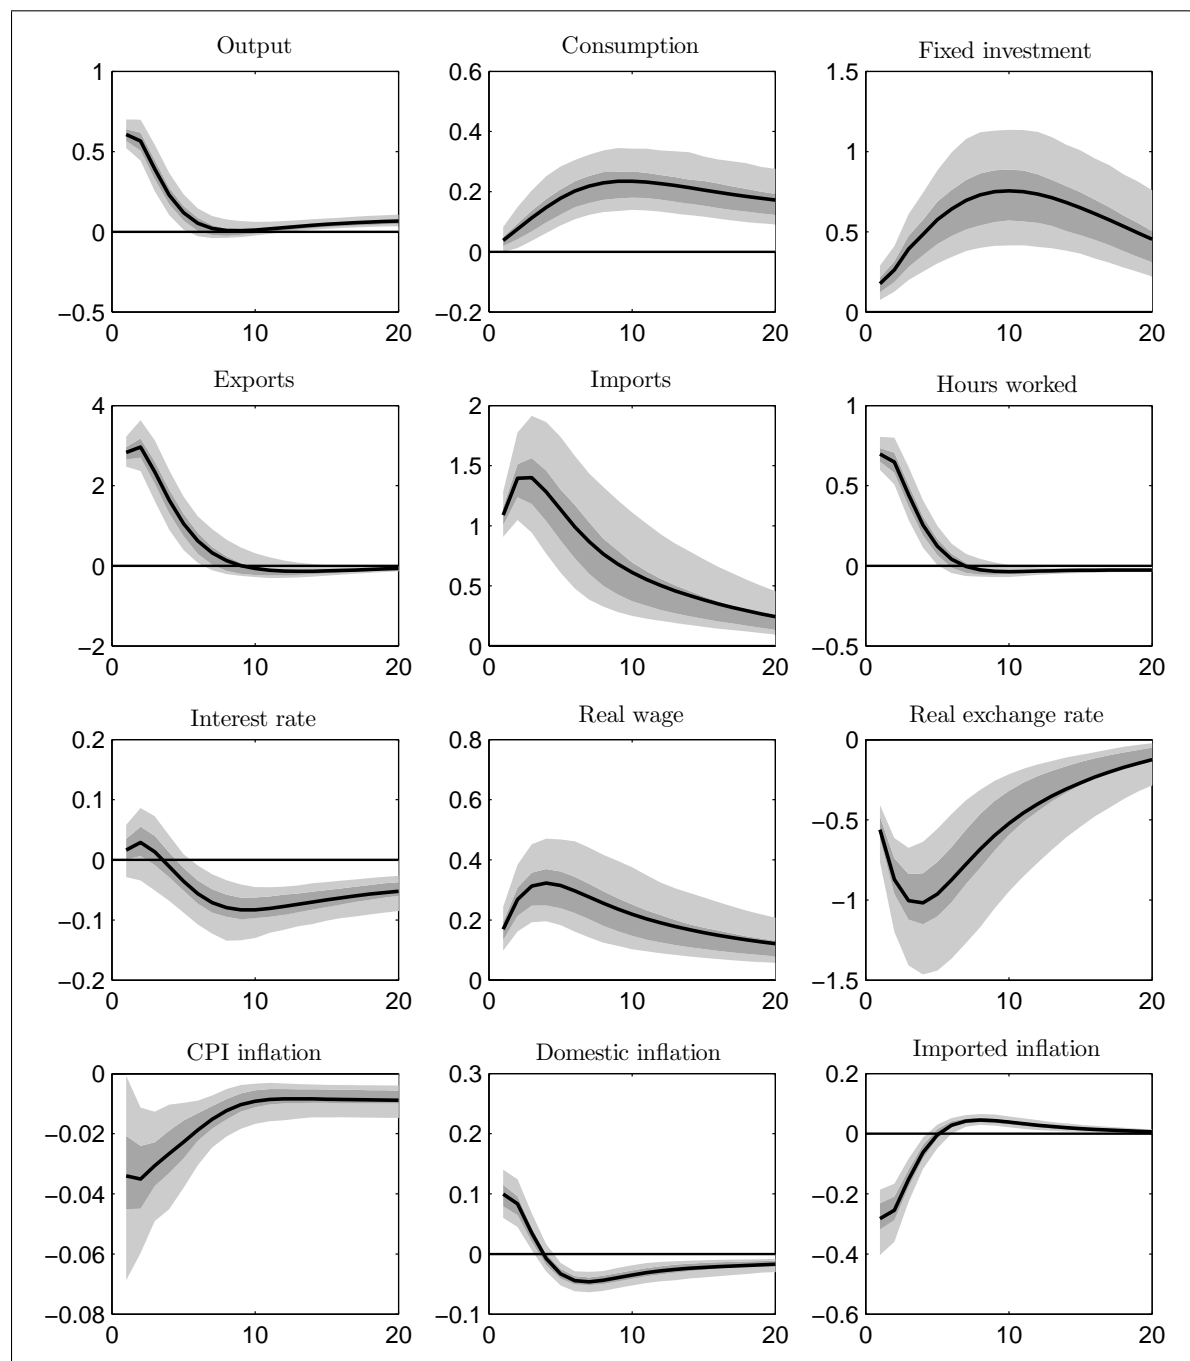 Output
1
0.5
0
−0.5
0 10 20
Consumption
0.6
0.4
0.2
0
−0.2
0 10 20
Fixed investment
1.5
1
0.5
0
0 10 20
Exports
4
2
0
−2
0 10 20
Imports
2
1.5
1
0.5
0
0 10 20
Hours worked
1
0.5
0
−0.5
0 10 20
Interest rate
0.2
0.1
0
−0.1
−0.2
0 10 20
Real wage
0.8
0.6
0.4
0.2
0
0 10 20
Real exchange rate
0
−0.5
−1
−1.5
0 10 20
CPI inflation
0
−0.02
−0.04
−0.06
−0.08
0 10 20
Domestic inflation
0.3
0.2
0.1
0
−0.1
0 10 20
Imported inflation
0.2
0
−0.2
−0.4
−0.6
0 10 20